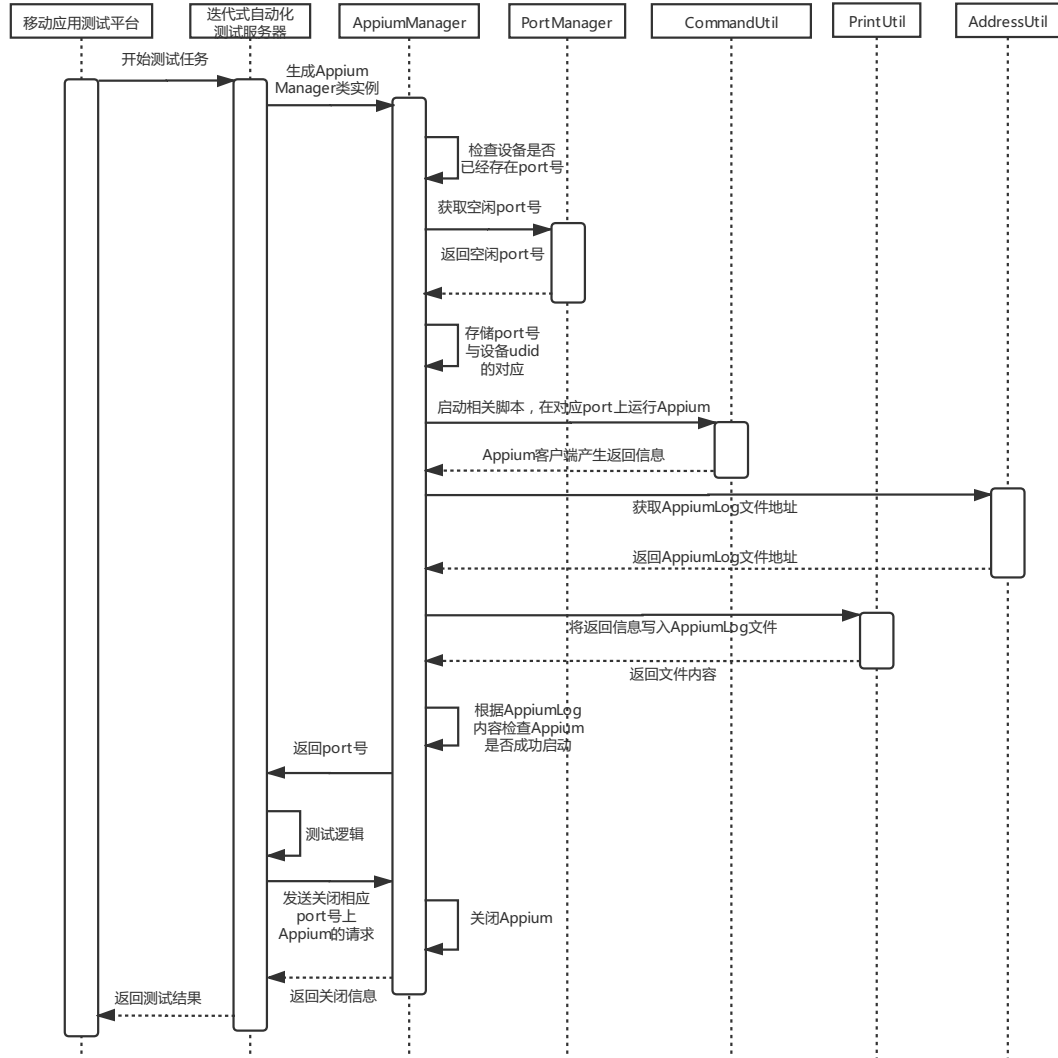 移动应用测试平台
迭代式自动化
测试服务器
AppiumManager
PortManager
CommandUtil
PrintUtil
AddressUtil
开始测试任务
生成Appium
Manager类实例
检查设备是否
已经存在port号
获取空闲port号
返回空闲port号
存储port号
与设备udid
的对应
启动相关脚本，在对应port上运行Appium
Appium客户端产生返回信息
获取AppiumLog文件地址
返回AppiumLog文件地址
将返回信息写入AppiumLog文件
返回文件内容
根据AppiumLog
内容检查Appium
是否成功启动
返回port号
测试逻辑
发送关闭相应
port号上
Appium的请求
关闭Appium
返回关闭信息
返回测试结果